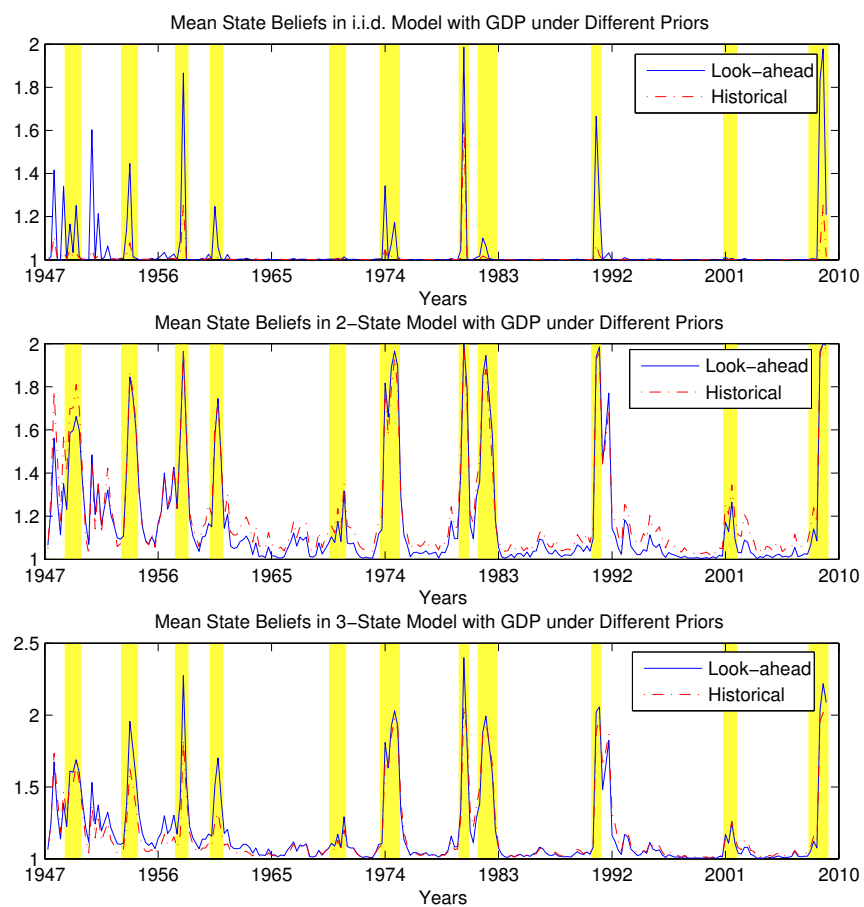 Mean State Beliefs in i.i.d. Model with GDP under Different Priors
2
1.8
1.6
1.4
1.2
1
Look−ahead
Historical
1947 1956 1965 1974 1983 1992 2001 2010
Years
Mean State Beliefs in 2−State Model with GDP under Different Priors
2
1.8
1.6
1.4
1.2
1
Look−ahead
Historical
1947 1956 1965 1974 1983 1992 2001 2010
Years
Mean State Beliefs in 3−State Model with GDP under Different Priors
2.5
2
1.5
1
Look−ahead
Historical
1947 1956 1965 1974 1983 1992 2001 2010
Years